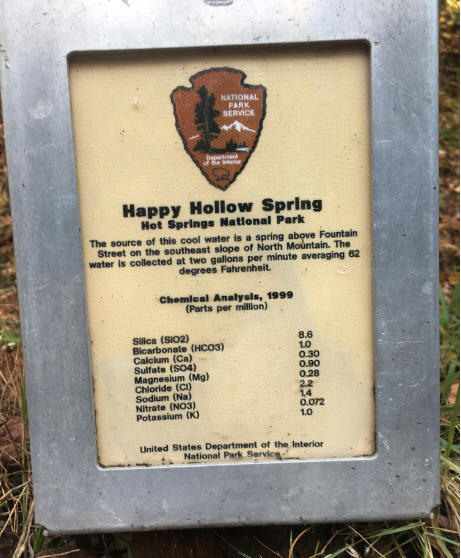 NATIONAL
PARK
SERVICE
Department
of the Interior
Happy Hollow Spring
Hot Springs National Park
The source of this cool water is a spring above Fountain
Street on the southeast slope of North Mountain. The
water is collected at two gallons per minute averaging 62
degrees Fahrenheit.
Chemical Analysis, 1999
(Parts per million)
Silica (SiO2) 8.6
Bicarbonate (HCO3) 1.0
Calcium (Ca) 0.30
Sulfate (SO4) 0.90
Magnesium (Mg) 0.28
Chloride (Cl) 2.2
Sodium (Na) 1.4
Nitrate (NO3) 0.072
Potassium (K) 1.0
United States Department of the Interior
National Park Service